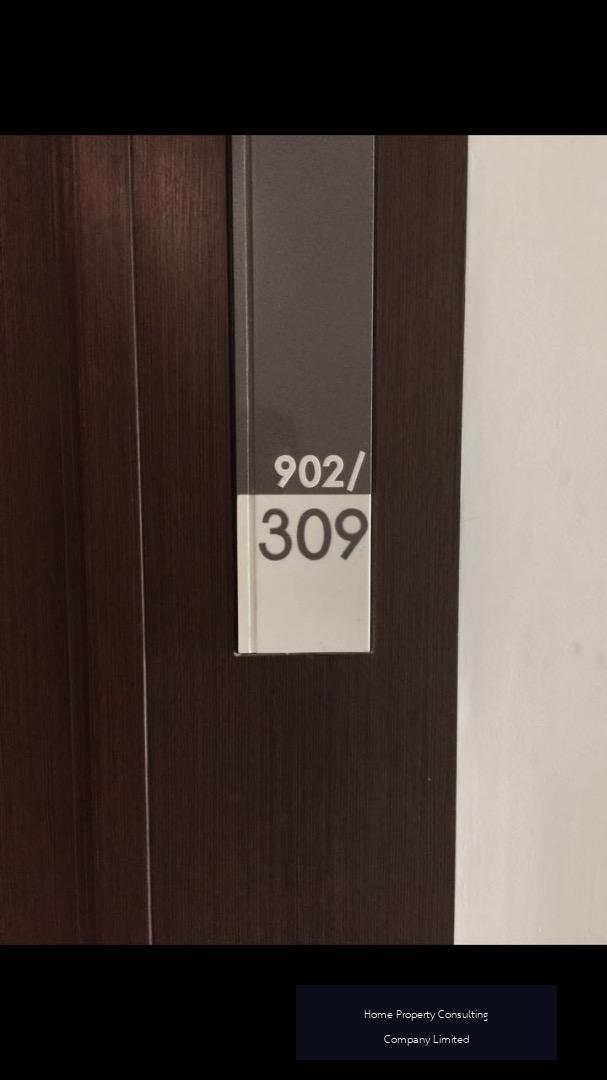 902/
309
Home Property Consulting
Company Limited